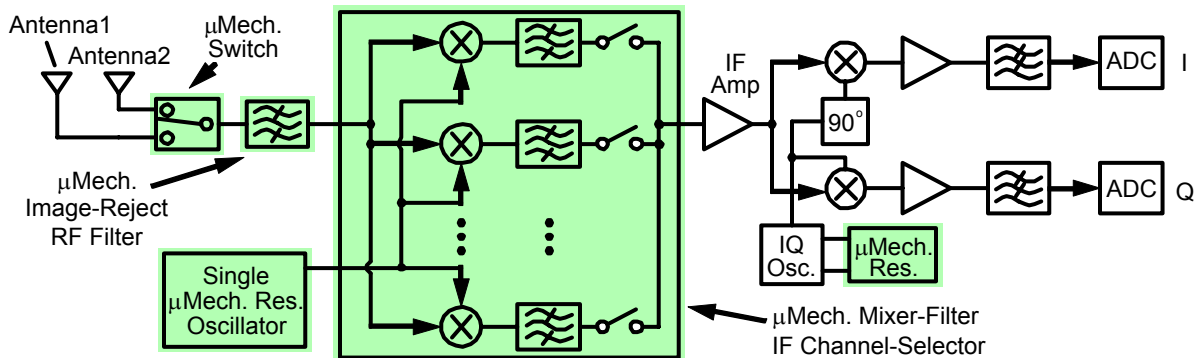 Antenna1
Antenna2
μMech.
Switch
μMech.
Image-Reject
RF Filter
Single
μMech. Res.
Oscillator
μMech. Mixer-Filter
IF Channel-Selector
IF
Amp
90°
IQ
Osc.
μMech.
Res.
ADC
I
ADC
Q